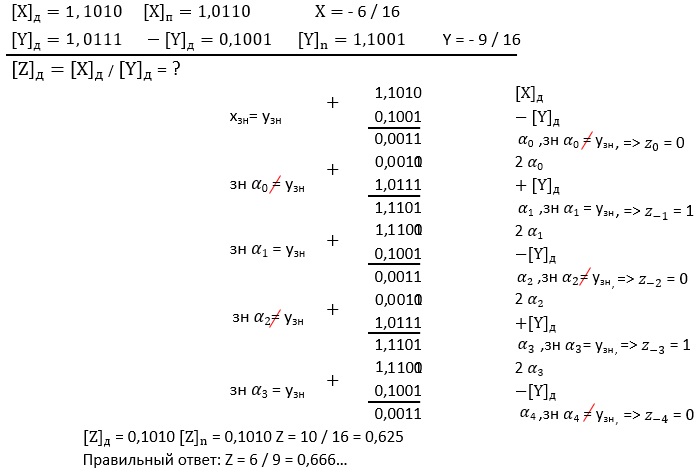 [X]д = 1,1010 [X]п = 1,0110 X = - 6 / 16
[Y]д = 1,0111 −[Y]д = 0,1001 [Y]n = 1,1001 Y = - 9 / 16
[Z]д = [X]д / [Y]д = ?
+ 1,1010 [X]д
xзн= yзн 0,1001 −[Y]д
0,0011 α0 ,зн α0 ≠ yзн, => z0 = 0
+ 0,0010 2 α0
зн α0 ≠ yзн 1,0111 +[Y]д
1,1101 α1 ,зн α1 = yзн, => z−1 = 1
+ 1,1100 2 α1
зн α1 = yзн 0,1001 −[Y]д
0,0011 α2 ,зн α2 ≠ yзн, => z−2 = 0
+ 0,0010 2 α2
зн α2 ≠ yзн 1,0111 +[Y]д
1,1101 α3 ,зн α3= yзн, => z−3 = 1
+ 1,1100 2 α3
зн α3 = yзн 0,1001 −[Y]д
0,0011 α4,зн α4 ≠ yзн, => z−4 = 0
[Z]д = 0,1010 [Z]n = 0,1010 Z = 10 / 16 = 0,625
Правильный ответ: Z = 6 / 9 = 0,666...